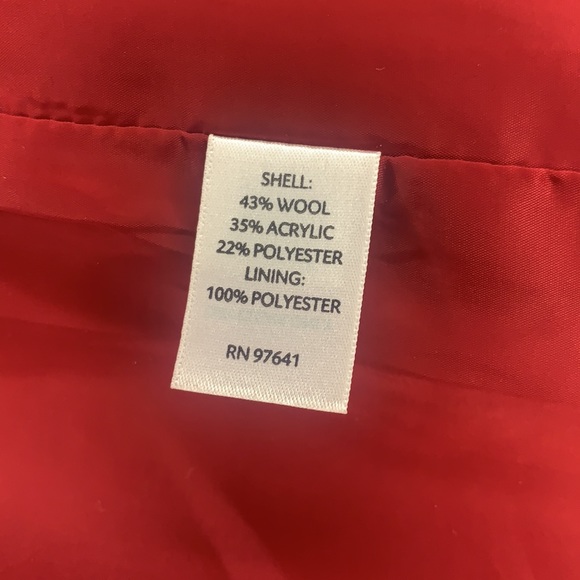 SHELL:
43% WOOL
35% ACRYLIC
22% POLYESTER
LINING:
100% POLYESTER
RN 97641